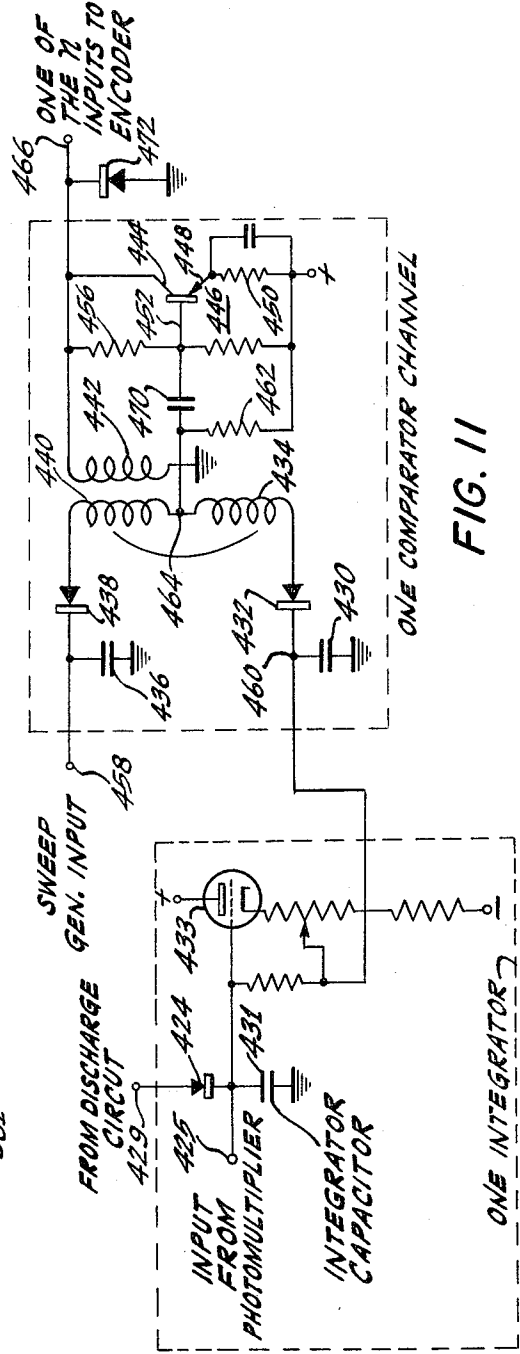 ONE OF
THE n
INPUTS TO
ENCODER
466
472
444
448
452
446
450
456
462
470
442
440
464
434
438
432
436
460
430
458
SWEEP
GEN. INPUT
ONE COMPARATOR CHANNEL
FROM DISCHARGE
CIRCUT
429
424
433
425
431
INPUT
FROM
PHOTOMULTIPLIER
INTEGRATOR
CAPACITOR
ONE INTEGRATOR
+
+
FIG. 11